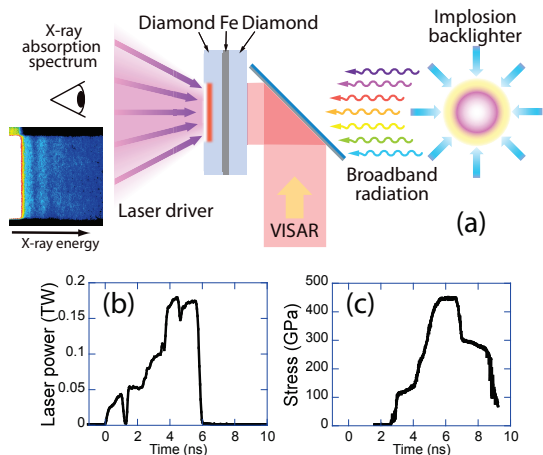 X-ray
absorption
spectrum
X-ray energy
Diamond Fe Diamond
Laser driver
VISAR
Implosion
backlighter
Broadband
radiation
(a)
(b)
Laser power (TW)
0.2
0.15
0.1
0.05
0
0 2 4 6 8 10
Time (ns)
(c)
Stress (GPa)
500
400
300
200
100
0
0 2 4 6 8 10
Time (ns)